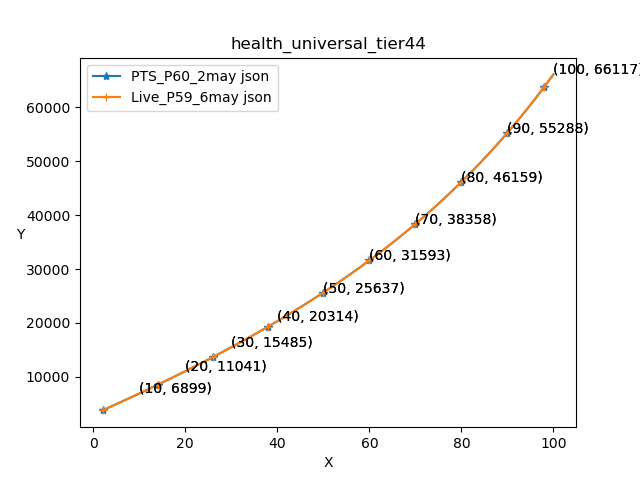 health_universal_tier44
PTS_P60_2may json
Live_P59_6may json
(100, 66117)
(90, 55288)
(80, 46159)
(70, 38358)
(60, 31593)
(50, 25637)
(40, 20314)
(30, 15485)
(20, 11041)
(10, 6899)
60000
50000
40000
30000
20000
10000
Y
0 20 40 60 80 100
X